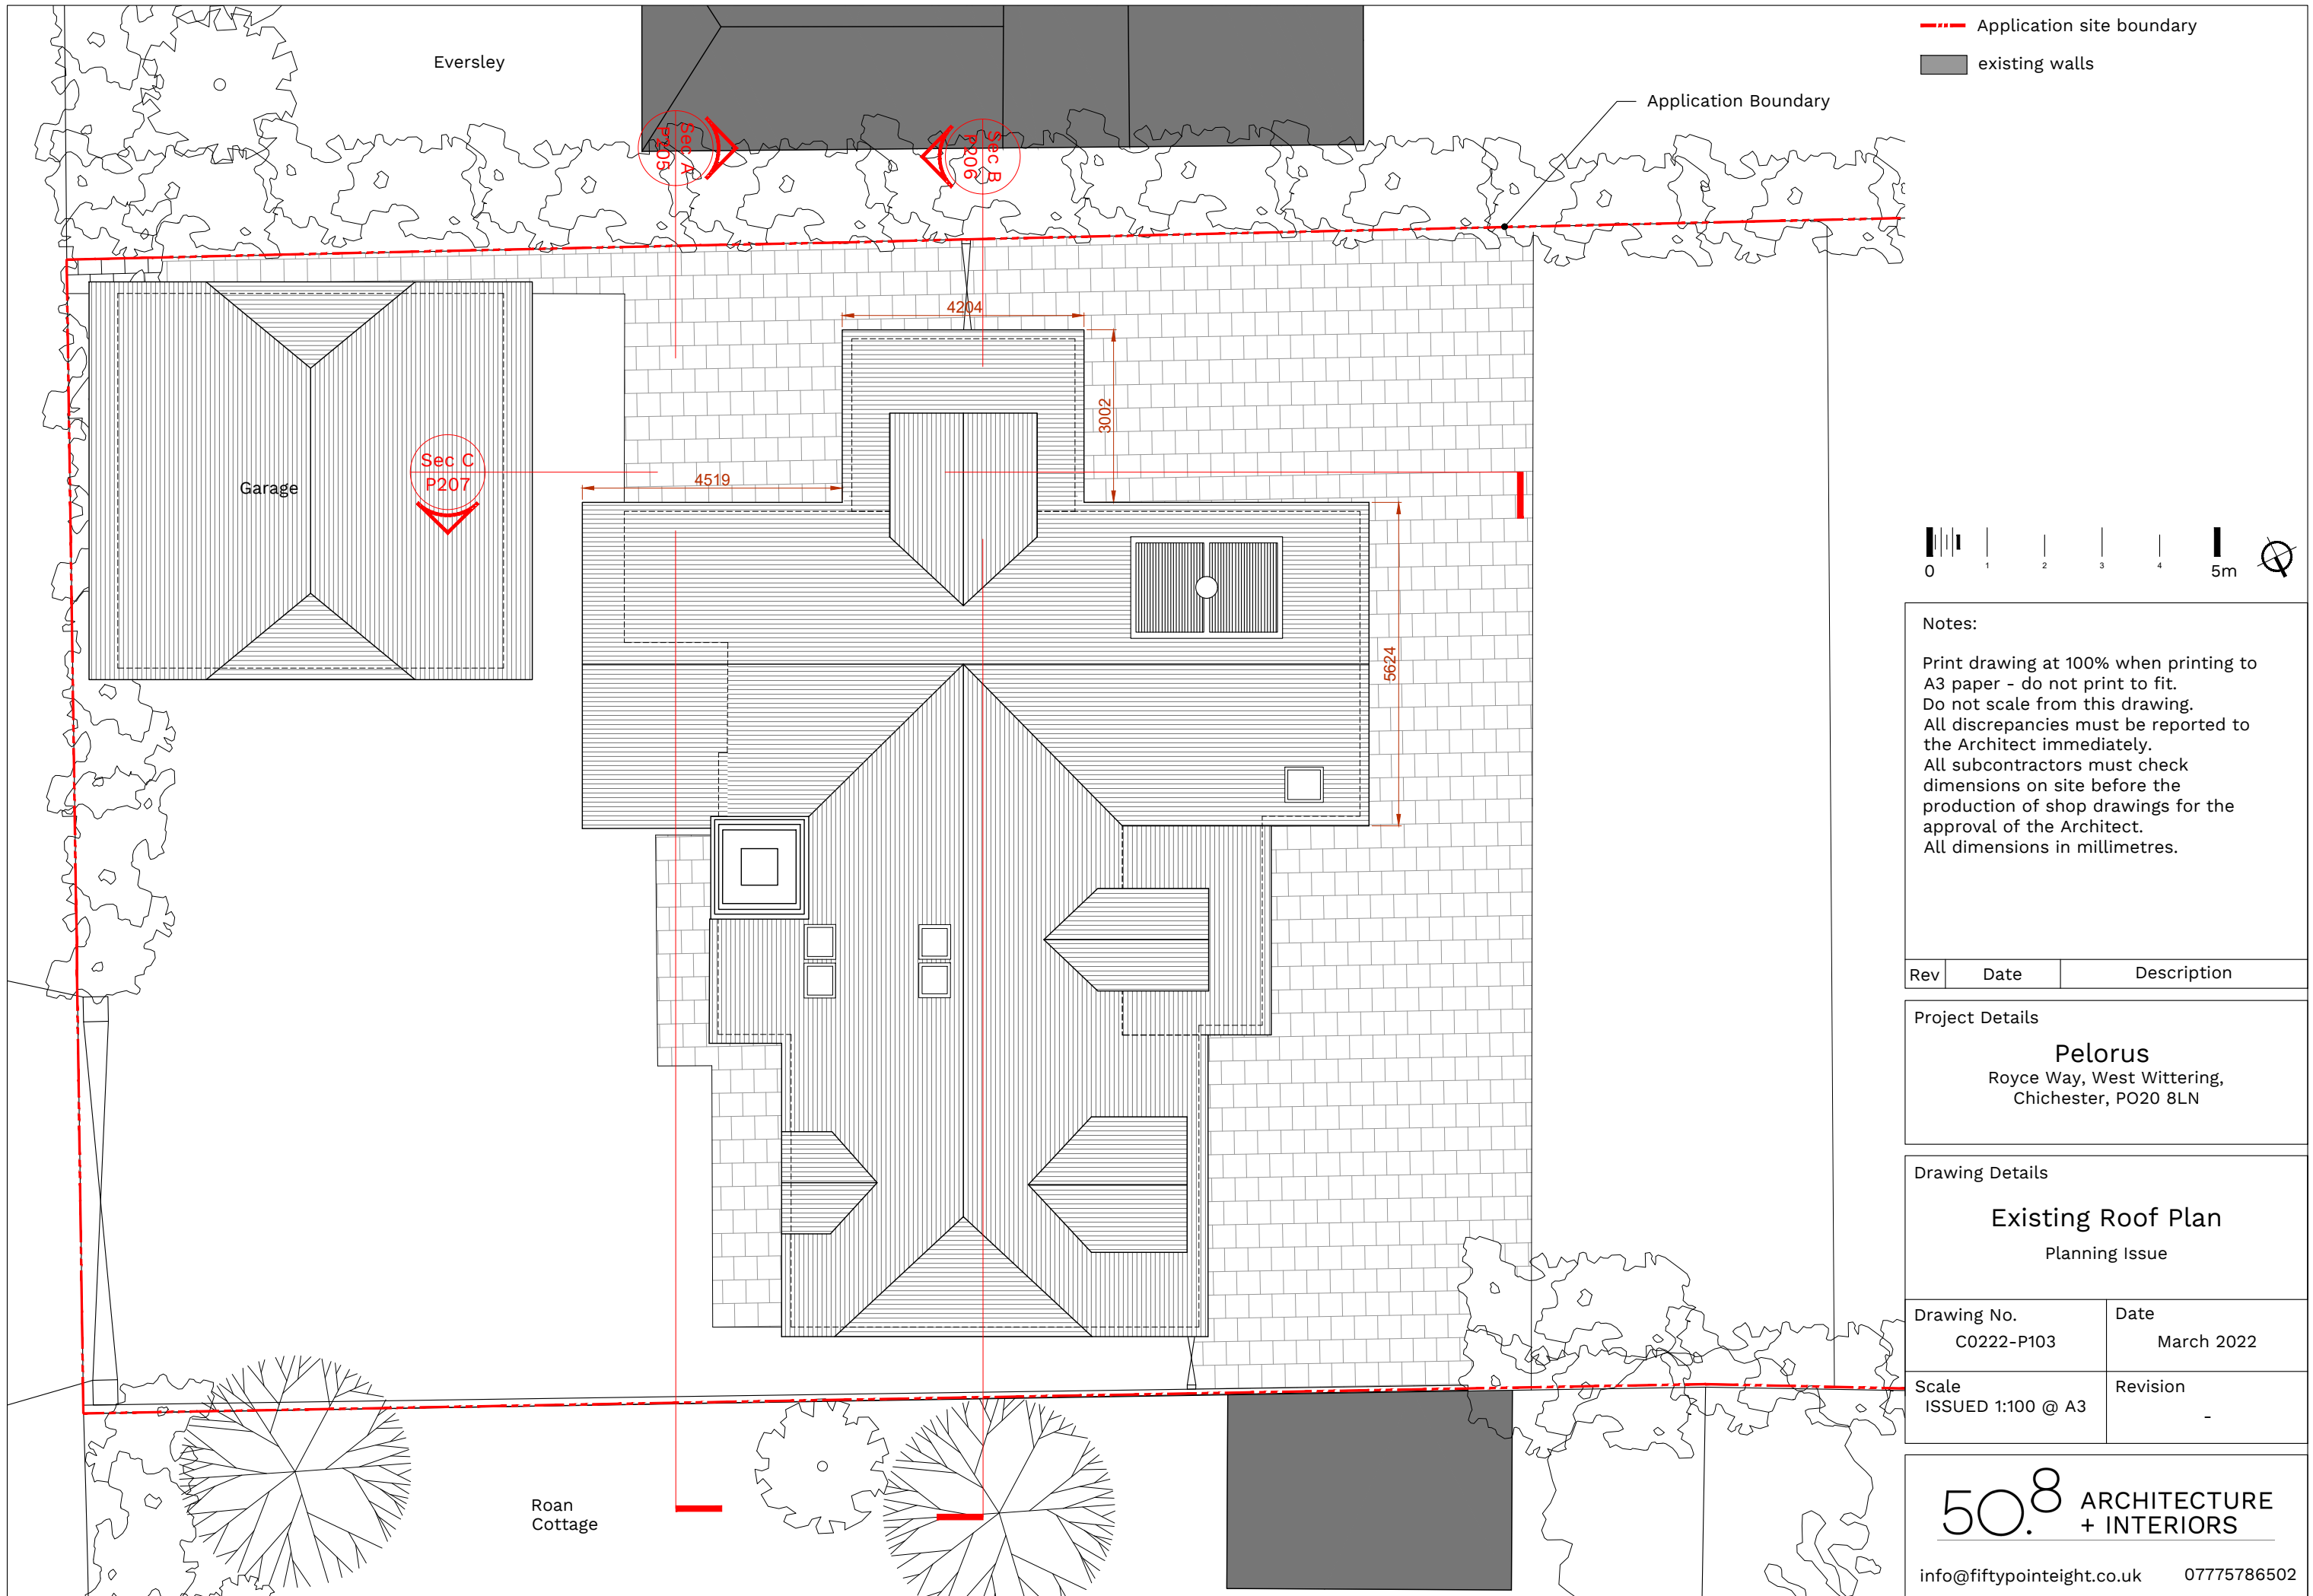 Eversley
Application site boundary
existing walls
Application Boundary
Sec A
P205
Sec B
P206
4204
3002
4519
Sec C
P207
Garage
5624
0
1
2
3
4
5m
Notes:
Print drawing at 100% when printing to
A3 paper - do not print to fit.
Do not scale from this drawing.
All discrepancies must be reported to
the Architect immediately.
All subcontractors must check
dimensions on site before the
production of shop drawings for the
approval of the Architect.
All dimensions in millimetres.
Rev Date Description
Project Details
Pelorus
Royce Way, West Wittering,
Chichester, PO20 8LN
Drawing Details
Existing Roof Plan
Planning Issue
Drawing No.
C0222-P103
Date
March 2022
Scale
ISSUED 1:100 @ A3
Revision
-
Roan
Cottage
50.8 ARCHITECTURE
+ INTERIORS
info@fiftypointeight.co.uk 07775786502